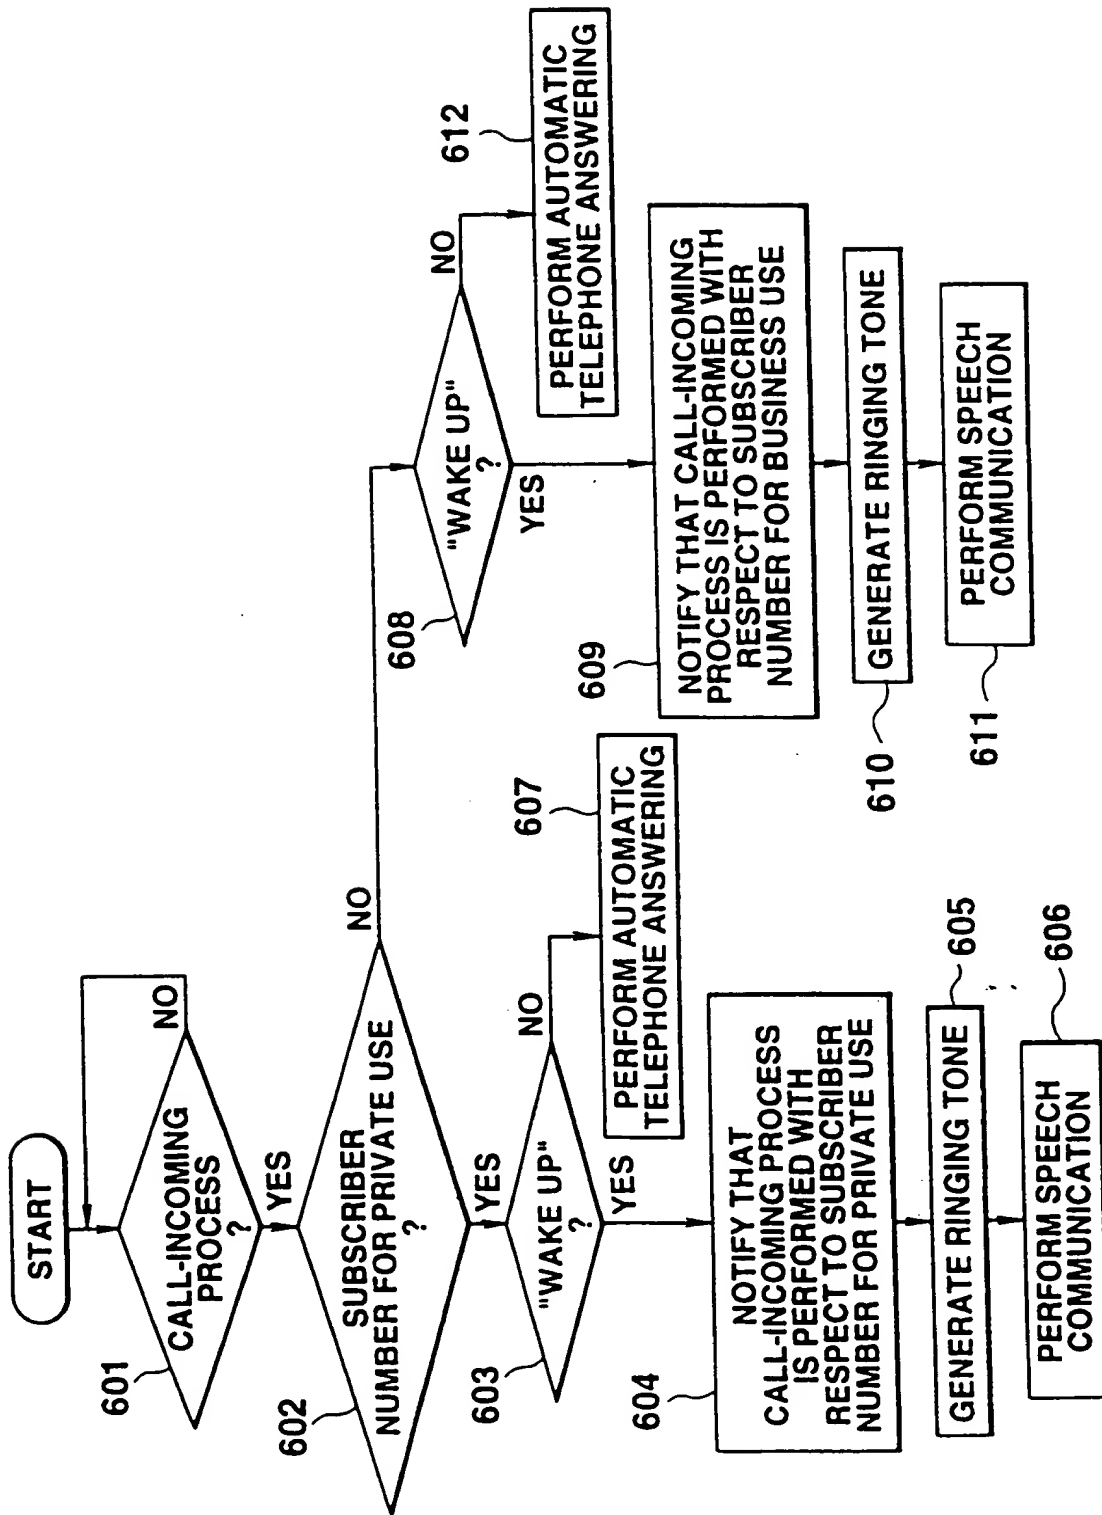 START
601
CALL-INCOMING
PROCESS
?
NO
YES
602
SUBSCRIBER
NUMBER FOR PRIVATE USE
?
NO
YES
603
"WAKE UP"
?
NO
YES
607
PERFORM AUTOMATIC
TELEPHONE ANSWERING
604
NOTIFY THAT
CALL-INCOMING PROCESS
IS PERFORMED WITH
RESPECT TO SUBSCRIBER
NUMBER FOR PRIVATE USE
GENERATE RINGING TONE
605
PERFORM SPEECH
COMMUNICATION
606
608
"WAKE UP"
?
NO
YES
612
PERFORM AUTOMATIC
TELEPHONE ANSWERING
609
NOTIFY THAT CALL-INCOMING
PROCESS IS PERFORMED WITH
RESPECT TO SUBSCRIBER
NUMBER FOR BUSINESS USE
610
GENERATE RINGING TONE
611
PERFORM SPEECH
COMMUNICATION